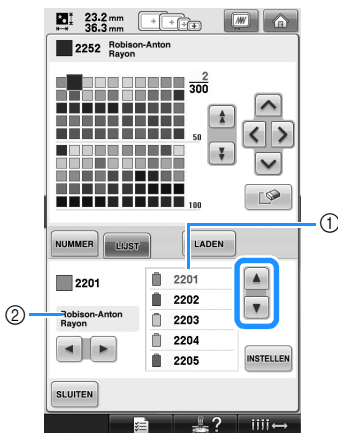 23.2 mm
36.3 mm
2252 Robison-Anton
Rayon
2
300
50
100
NUMMER LIJST LADEN
①
2201
2201
2202
② Robison-Anton
Rayon
2203
2204
2205
INSTELLEN
SLUITEN
?